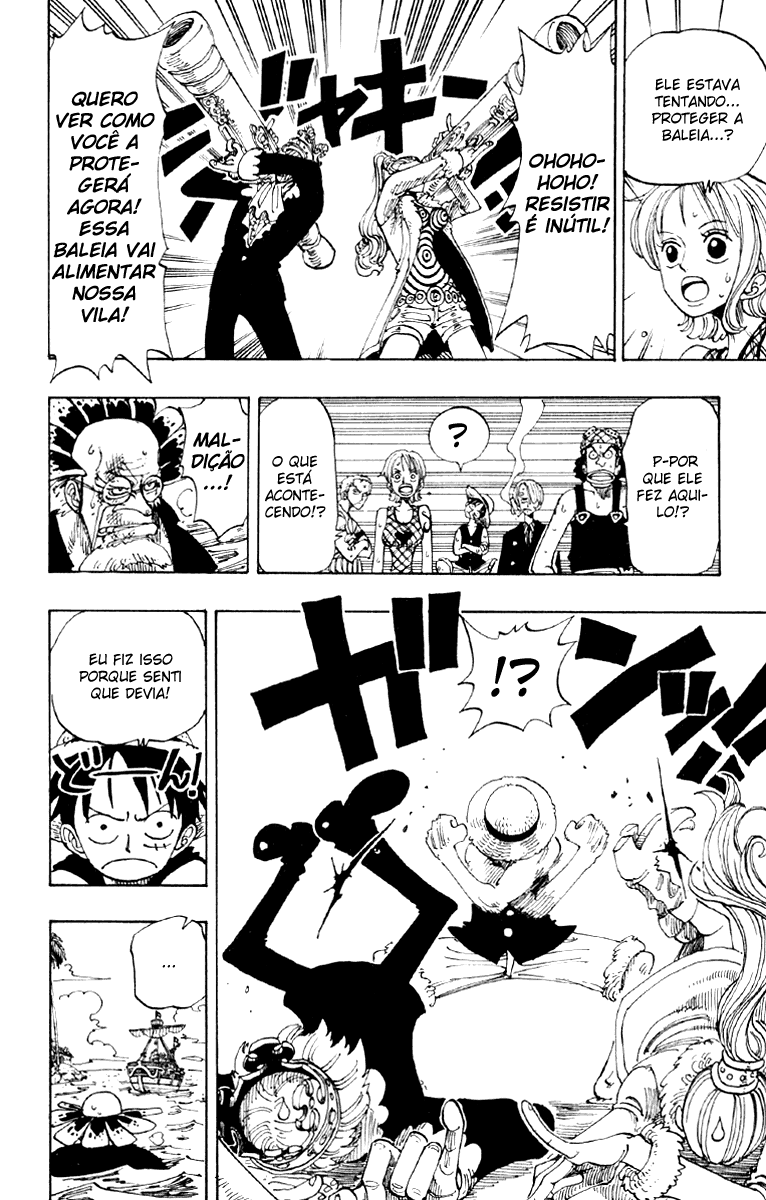 ELE ESTAVA
TENTANDO...
PROTEGER A
BALEIA...?
OHOHO-
HOHO!
RESISTIR
É INÚTIL!
ジャキー
QUERO
VER COMO
VOCÊ A
PROTE-
GERÁ
AGORA!
ESSA
BALEIA VAI
ALIMENTAR
NOSSA
VILA!
P-POR
QUE ELE
FEZ AQUI-
LO!?
?
O QUE
ESTÁ
ACONTE-
CENDO!?
MAL-
DIÇÃO
...!
!?
ガンッ!!
EU FIZ ISSO
PORQUE SENTI
QUE DEVIA!
どーん!
...